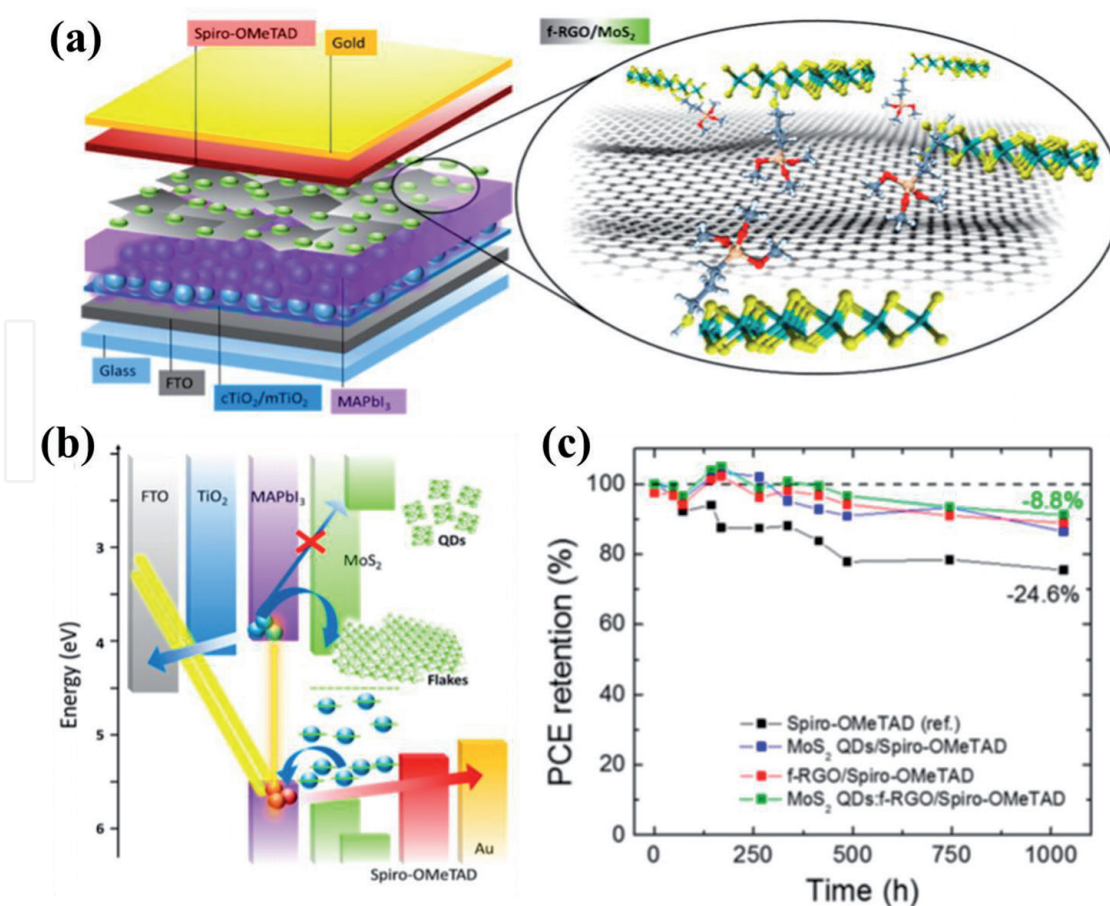 (a)
Spiro-OMeTAD
Gold
f-RGO/MoS₂
Glass
FTO
cTiO₂/mTiO₂
MAPbI₃
(b)
Energy (eV)
3
4
5
6
FTO
TiO₂
MAPbI₃
MoS₂
QDs
Flakes
Au
Spiro-OMeTAD
(c)
PCE retention (%)
100
80
60
40
20
0
-8.8%
-24.6%
Spiro-OMeTAD (ref.)
MoS₂ QDs/Spiro-OMeTAD
f-RGO/Spiro-OMeTAD
MoS₂ QDs:f-RGO/Spiro-OMeTAD
0
250
500
750
1000
Time (h)